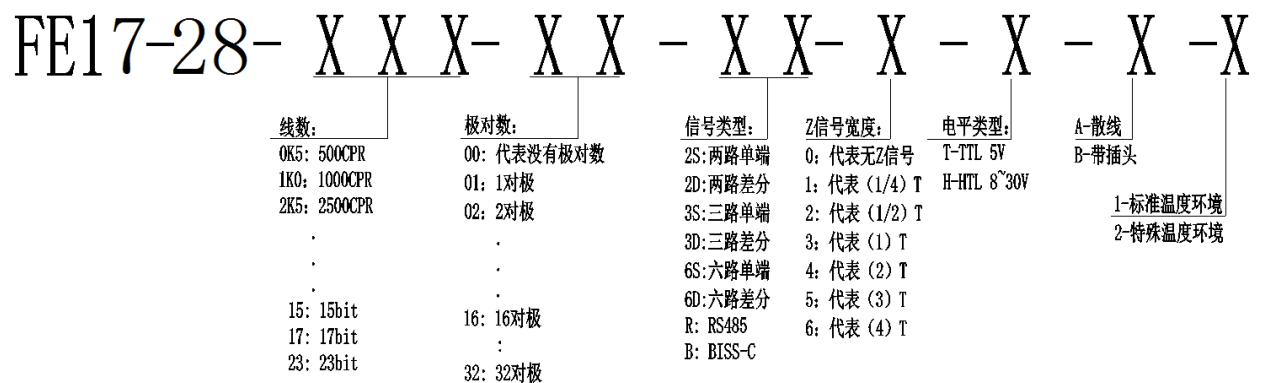 FE17-28- X X X- X X - X X- X - X - X -X
线数:
0K5: 500CPR
1K0: 1000CPR
2K5: 2500CPR
.
.
.
15: 15bit
17: 17bit
23: 23bit
极对数:
00: 代表没有极对数
01: 1对极
02: 2对极
.
.
.
16: 16对极
:
32: 32对极
信号类型:
2S:两路单端
2D:两路差分
3S:三路单端
3D:三路差分
6S:六路单端
6D:六路差分
R: RS485
B: BISS-C
Z信号宽度:
0: 代表无Z信号
1: 代表(1/4)T
2: 代表(1/2)T
3: 代表(1)T
4: 代表(2)T
5: 代表(3)T
6: 代表(4)T
电平类型:
T-TTL 5V
H-HTL 8~30V
A-散线
B-带插头
1-标准温度环境
2-特殊温度环境